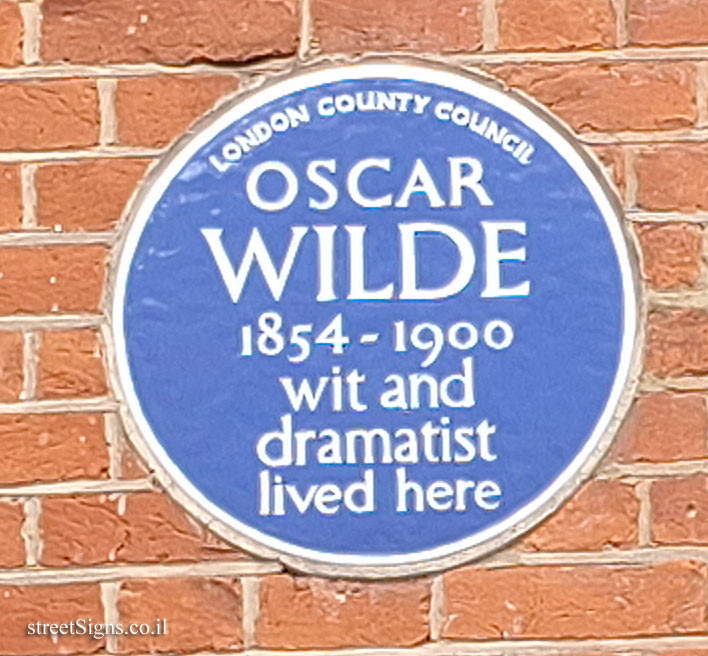 LONDON COUNTY COUNCIL
OSCAR
WILDE
1854-1900
wit and
dramatist
lived here
streetSigns.co.il